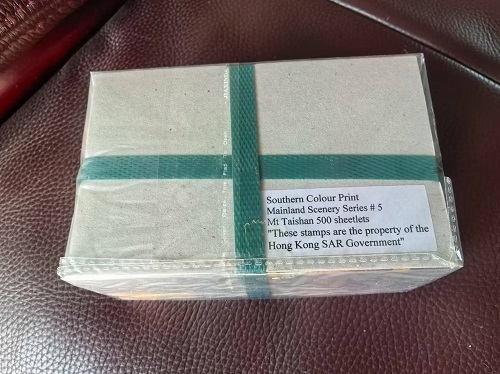 Southern Colour Print
Mainland Scenery Series # 5
Mt Taishan 500 sheetlets
"These stamps are the property of the
Hong Kong SAR Government"